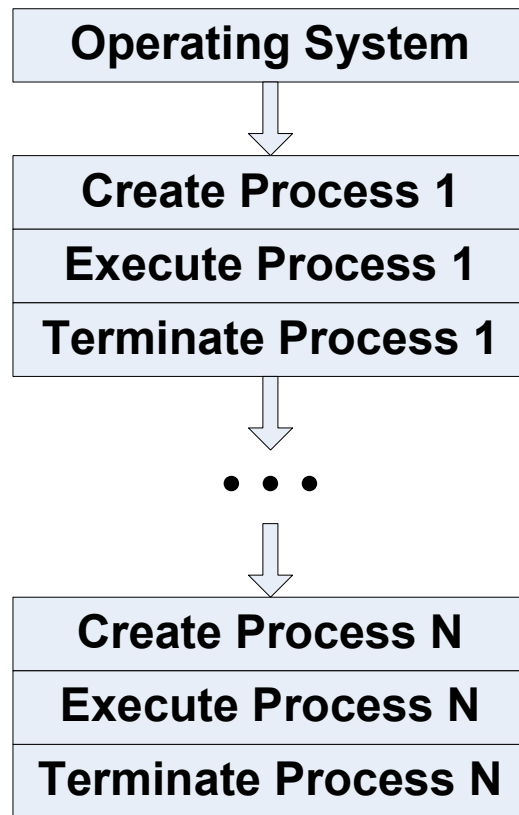 Operating System
Create Process 1
Execute Process 1
Terminate Process 1
• • •
Create Process N
Execute Process N
Terminate Process N